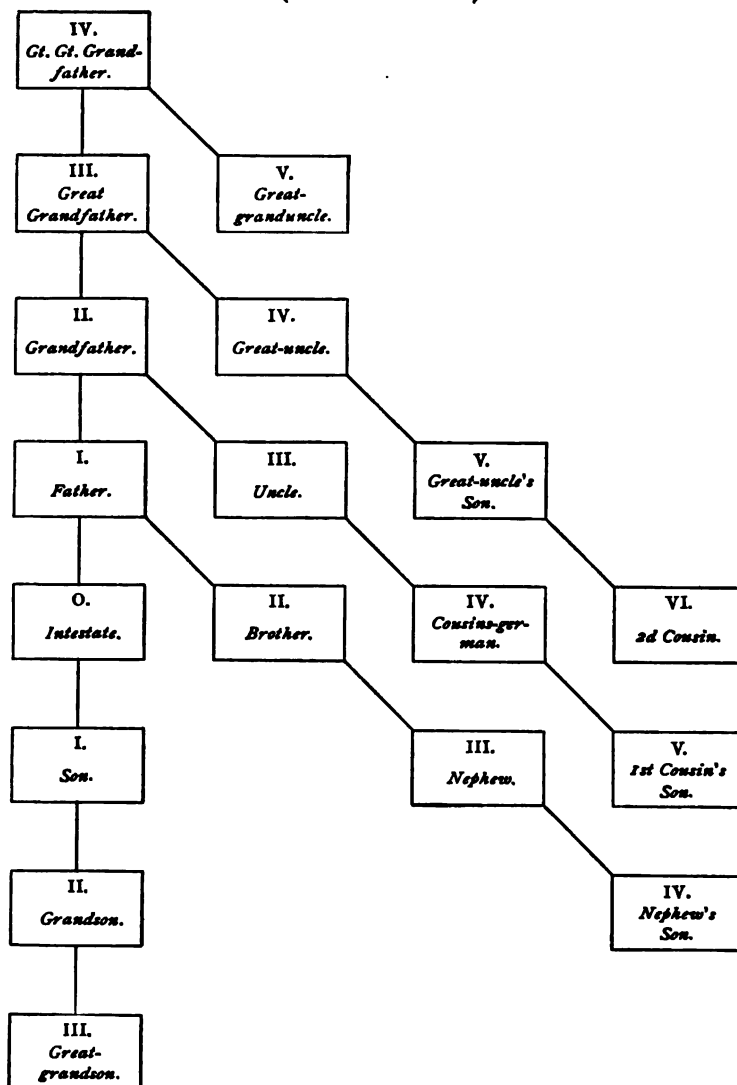 IV.
Gt. Gt. Grand-
father.
III.
Great
Grandfather.
V.
Great-
granduncle.
II.
Grandfather.
IV.
Great-uncle.
I.
Father.
III.
Uncle.
V.
Great-uncle's
Son.
O.
Intestate.
II.
Brother.
IV.
Cousins-ger-
man.
VI.
2d Cousin.
I.
Son.
III.
Nephew.
V.
1st Cousin's
Son.
II.
Grandson.
IV.
Nephew's
Son.
III.
Great-
grandson.